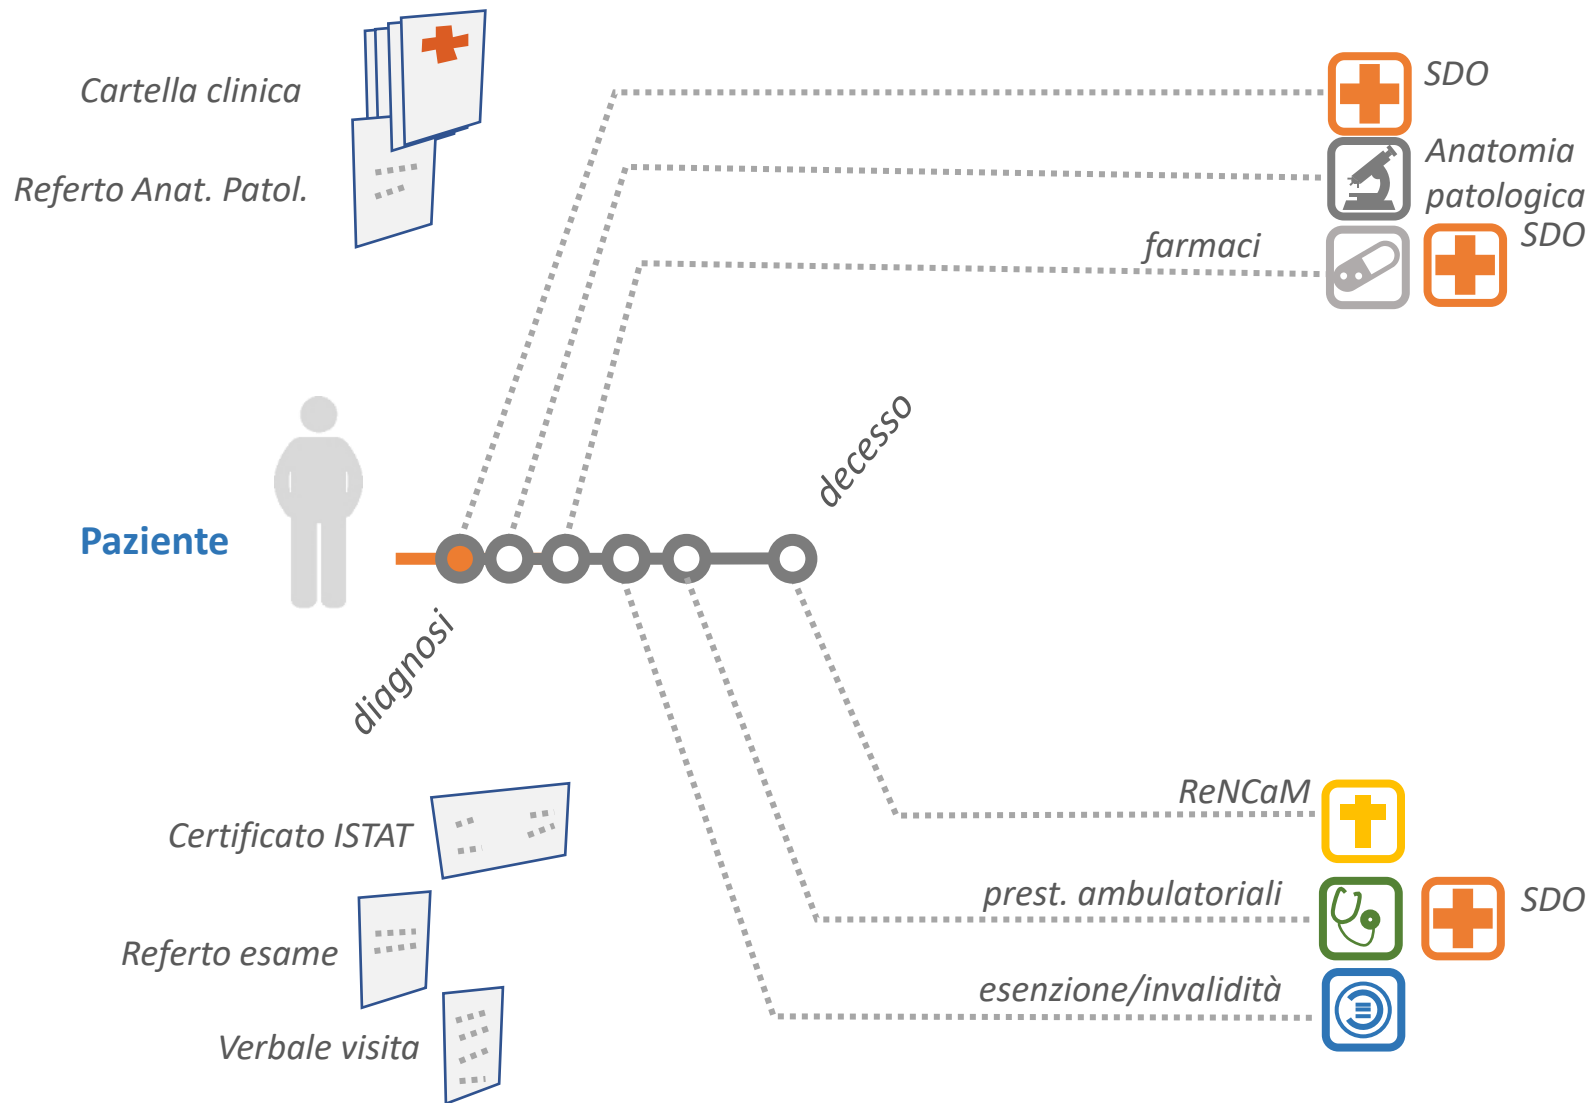 Cartella clinica
SDO
Referto Anat. Patol.
Anatomia
patologica
farmaci
SDO
decesso
Paziente
diagnosi
ReNCaM
Certificato ISTAT
prest. ambulatoriali
SDO
Referto esame
esenzione/invalidità
Verbale visita